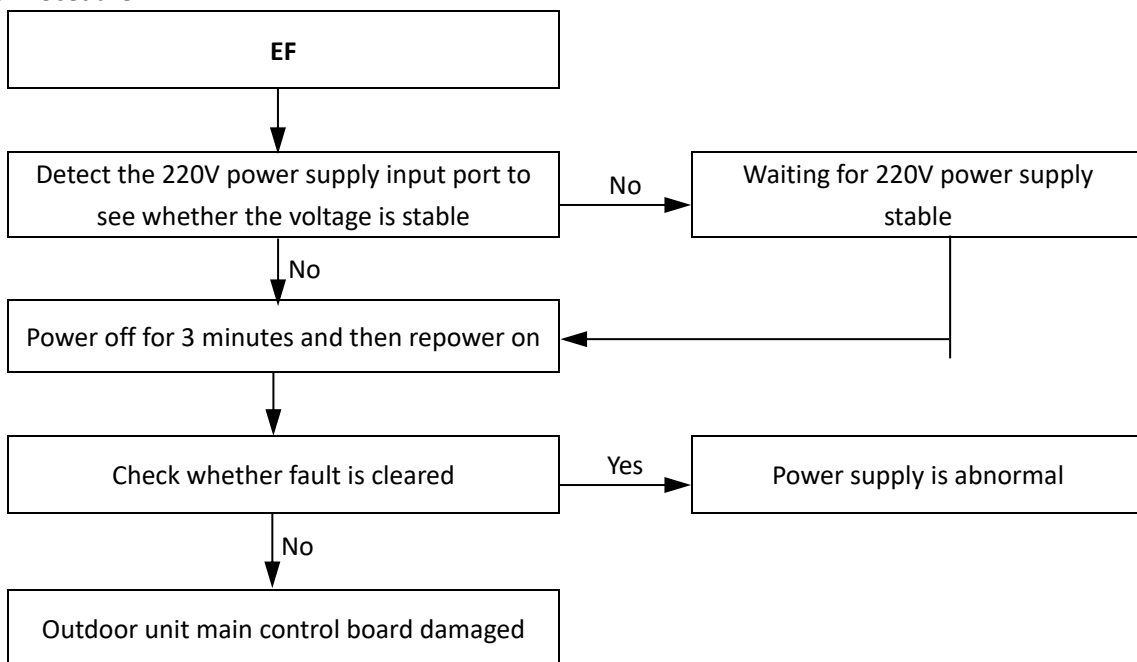 EF
Detect the 220V power supply input port to
see whether the voltage is stable
No
Waiting for 220V power supply
stable
No
Power off for 3 minutes and then repower on
Check whether fault is cleared
Yes
Power supply is abnormal
No
Outdoor unit main control board damaged